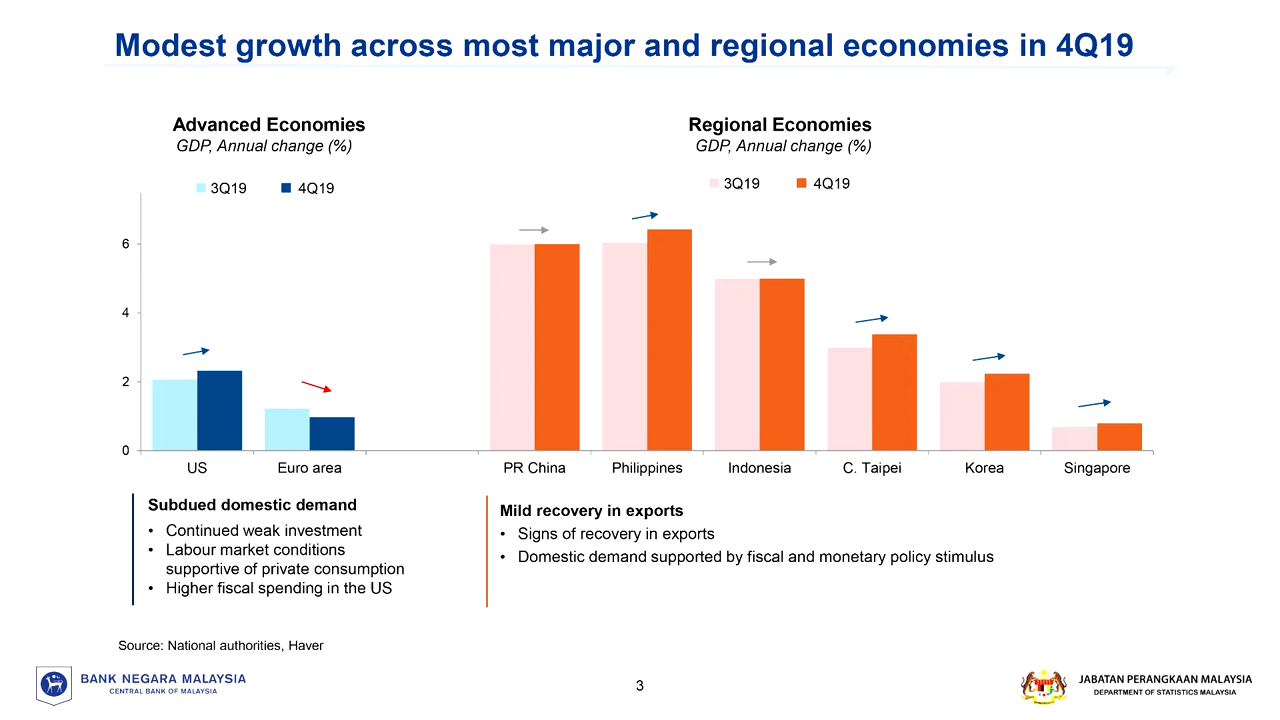 Modest growth across most major and regional economies in 4Q19
Advanced Economies
GDP, Annual change (%)
3Q19 4Q19
Regional Economies
GDP, Annual change (%)
3Q19 4Q19
6
4
2
0
US Euro area PR China Philippines Indonesia C. Taipei Korea Singapore
Subdued domestic demand
• Continued weak investment
• Labour market conditions
supportive of private consumption
• Higher fiscal spending in the US
Mild recovery in exports
• Signs of recovery in exports
• Domestic demand supported by fiscal and monetary policy stimulus
Source: National authorities, Haver
BANK NEGARA MALAYSIA
CENTRAL BANK OF MALAYSIA
3
JABATAN PERANGKAAN MALAYSIA
DEPARTMENT OF STATISTICS MALAYSIA